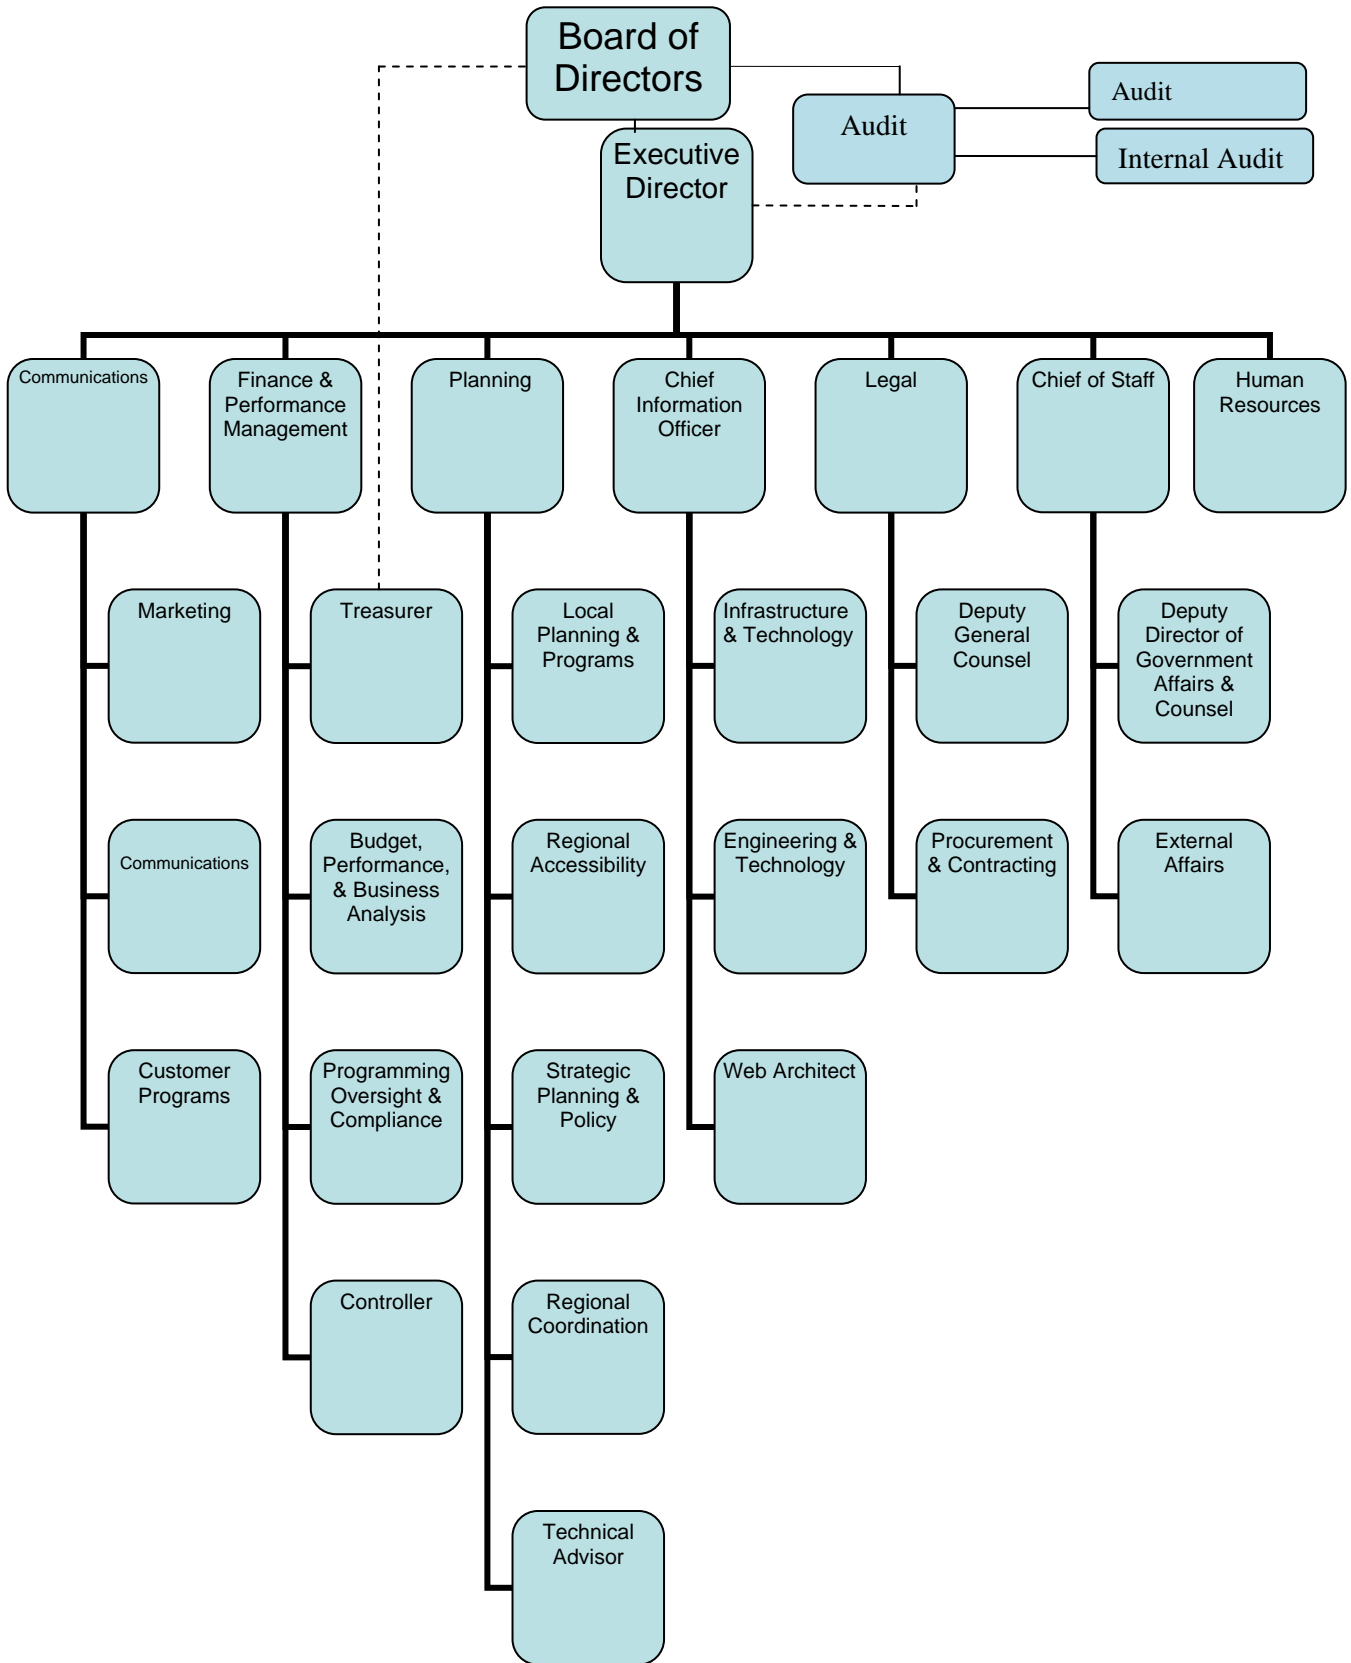 Board of
Directors
Audit
Audit
Internal Audit
Executive
Director
Communications
Finance &
Performance
Management
Planning
Chief
Information
Officer
Legal
Chief of Staff
Human
Resources
Marketing
Treasurer
Local
Planning &
Programs
Infrastructure
& Technology
Deputy
General
Counsel
Deputy
Director of
Government
Affairs &
Counsel
Communications
Budget,
Performance,
& Business
Analysis
Regional
Accessibility
Engineering &
Technology
Procurement
& Contracting
External
Affairs
Customer
Programs
Programming
Oversight &
Compliance
Strategic
Planning &
Policy
Web Architect
Controller
Regional
Coordination
Technical
Advisor